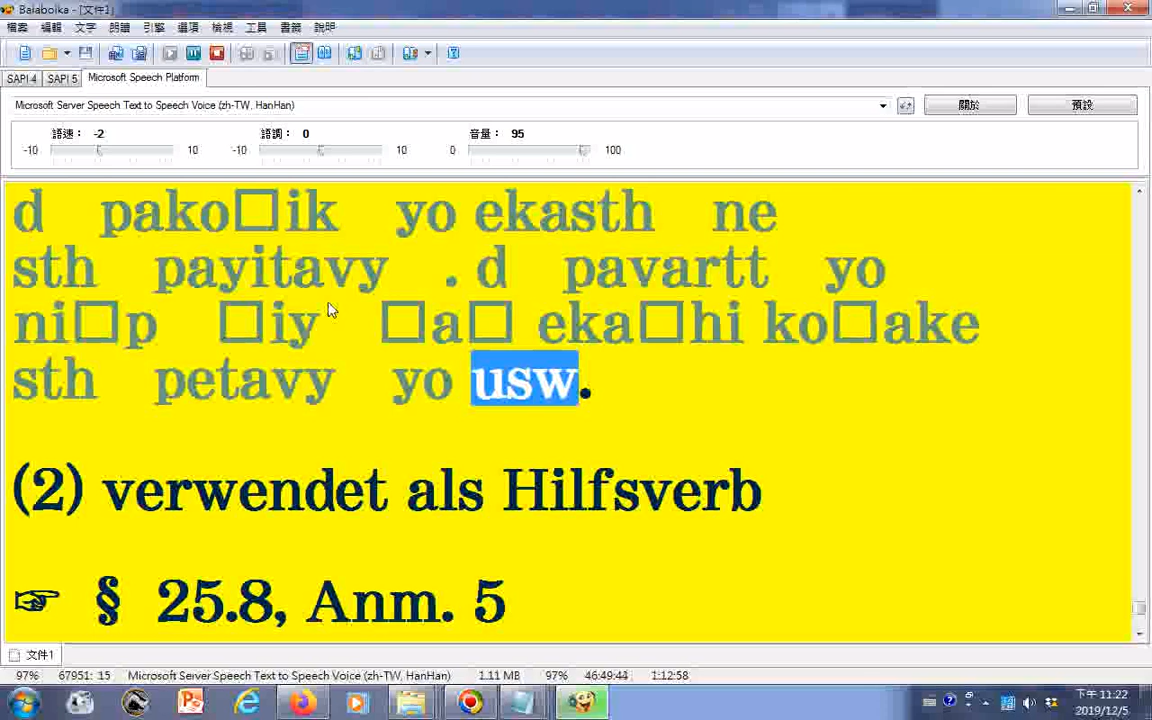 Balabolka - [文件1]
檔案 編輯 文字 朗讀 引擎 選項 檢視 工具 書籤 說明
SAPI 4 SAPI 5 Microsoft Speech Platform
Microsoft Server Speech Text to Speech Voice (zh-TW, HanHan) 關於 預設
語速： -2 語調： 0 音量： 95
-10 10 -10 10 0 100
d pako□ik yo ekasth ne
sth payitavy . d pavartt yo
ni□p □iy □a□ eka□hi ko□ake
sth petavy yo usw.
(2) verwendet als Hilfsverb
☞ § 25.8, Anm. 5
文件1
97% 67951: 15 Microsoft Server Speech Text to Speech Voice (zh-TW, HanHan) 1.11 MB 97% 46:49:44 1:12:58
下午 11:22
2019/12/5